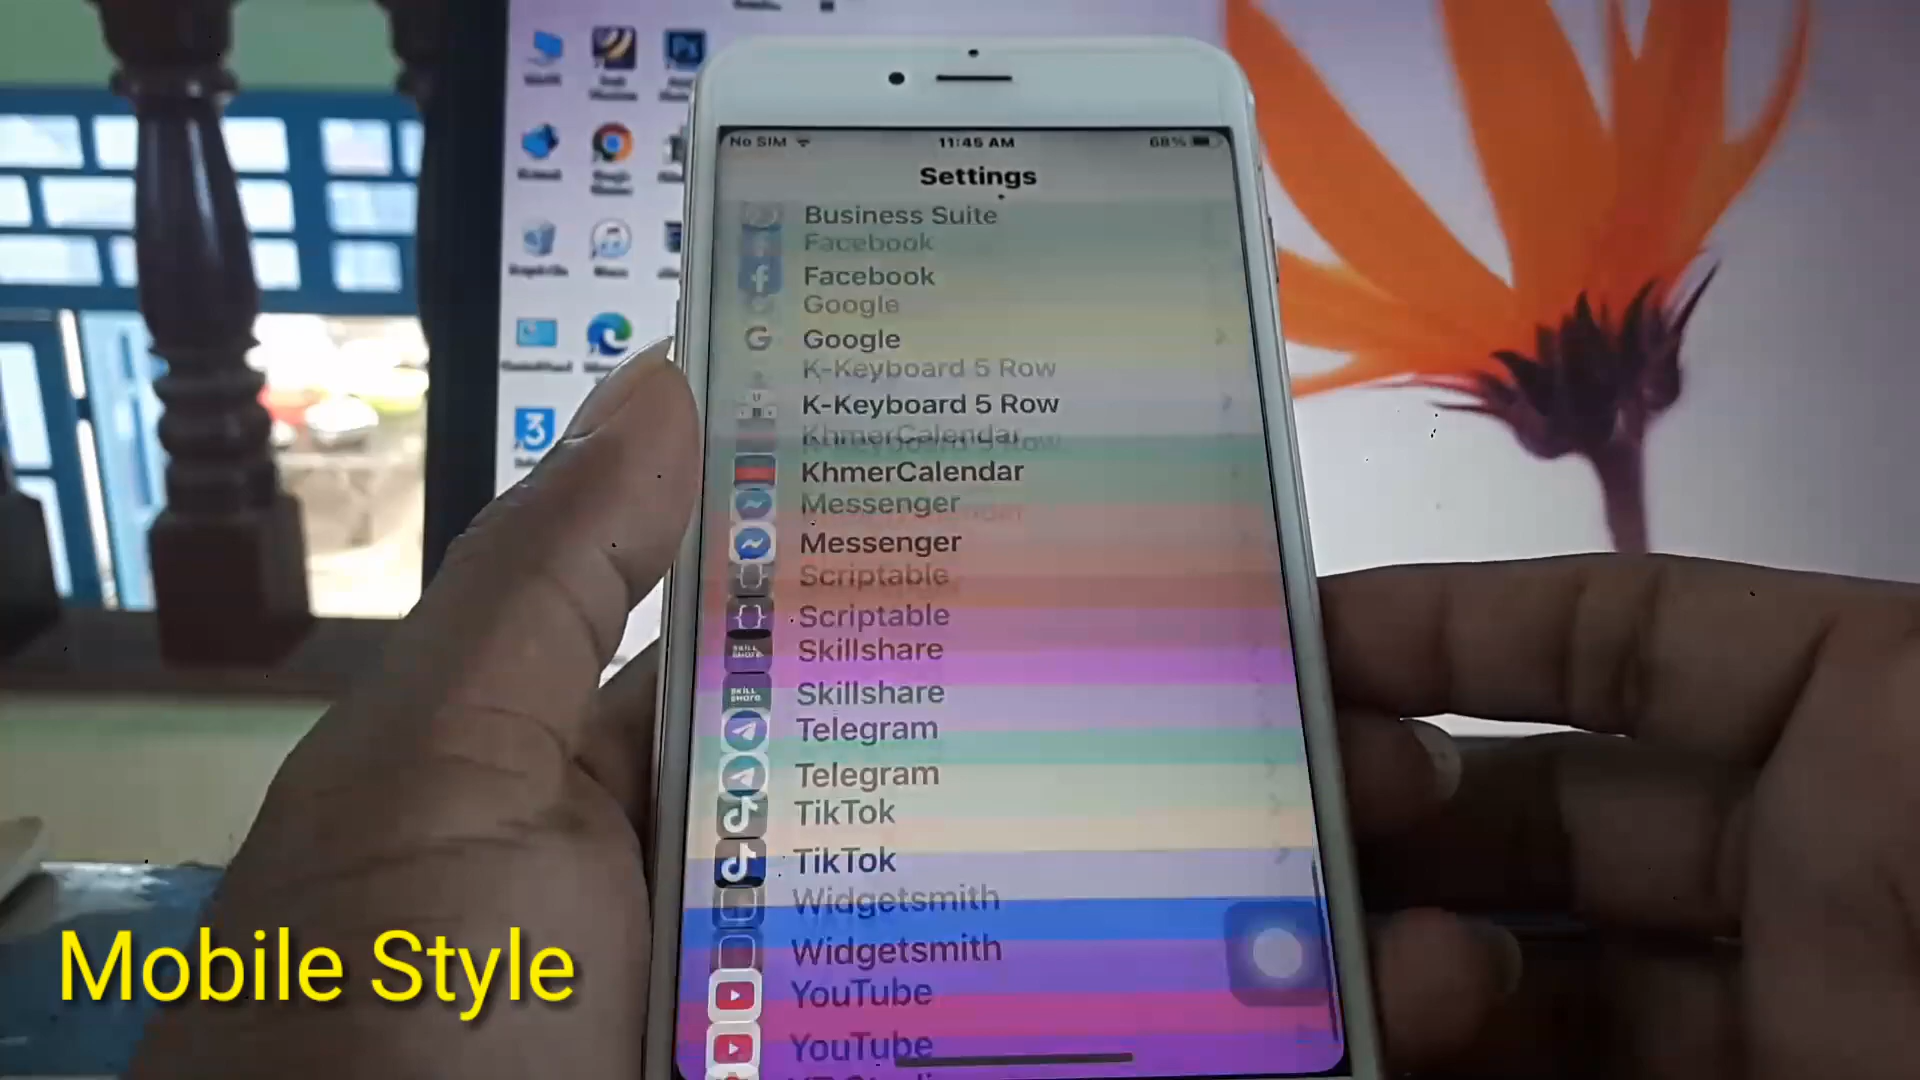 No SIM 11:45 AM 68%
Settings
Business Suite
Facebook
Facebook
Google
Google
K-Keyboard 5 Row
K-Keyboard 5 Row
KhmerCalendar
KhmerCalendar
Messenger
Messenger
Scriptable
Scriptable
Skillshare
Skillshare
Telegram
Telegram
TikTok
TikTok
Widgetsmith
Widgetsmith
YouTube
YouTube
Mobile Style